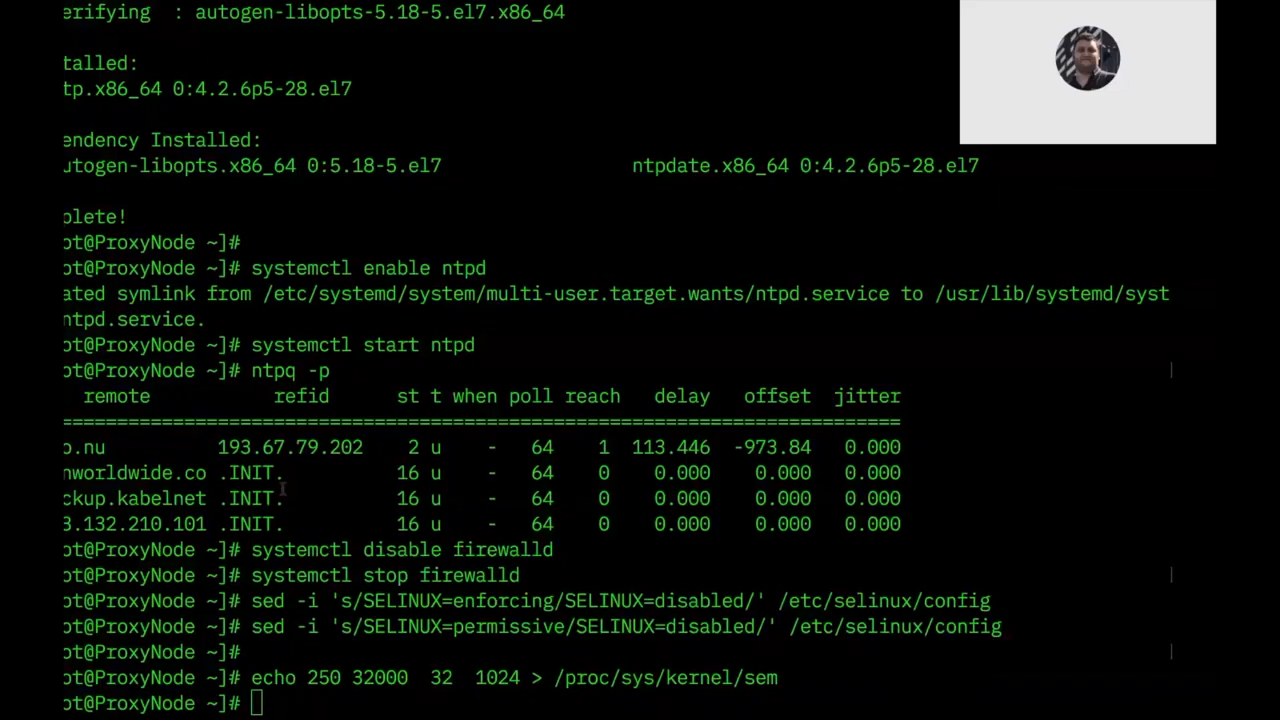 erifying  : autogen-libopts-5.18-5.el7.x86_64
talled:
tp.x86_64 0:4.2.6p5-28.el7
endency Installed:
utogen-libopts.x86_64 0:5.18-5.el7                 ntpdate.x86_64 0:4.2.6p5-28.el7
plete!
ot@ProxyNode ~]#
ot@ProxyNode ~]# systemctl enable ntpd
ated symlink from /etc/systemd/system/multi-user.target.wants/ntpd.service to /usr/lib/systemd/syst
ntpd.service.
ot@ProxyNode ~]# systemctl start ntpd
ot@ProxyNode ~]# ntpq -p
  remote           refid      st t when poll reach   delay   offset  jitter
===========================================================================
o.nu          193.67.79.202    2 u    -   64    1  113.446  -973.84   0.000
nworldwide.co .INIT.          16 u    -   64    0    0.000    0.000   0.000
ckup.kabelnet .INIT.          16 u    -   64    0    0.000    0.000   0.000
3.132.210.101 .INIT.          16 u    -   64    0    0.000    0.000   0.000
ot@ProxyNode ~]# systemctl disable firewalld
ot@ProxyNode ~]# systemctl stop firewalld
ot@ProxyNode ~]# sed -i 's/SELINUX=enforcing/SELINUX=disabled/' /etc/selinux/config
ot@ProxyNode ~]# sed -i 's/SELINUX=permissive/SELINUX=disabled/' /etc/selinux/config
ot@ProxyNode ~]#
ot@ProxyNode ~]# echo 250 32000  32  1024 > /proc/sys/kernel/sem
ot@ProxyNode ~]#